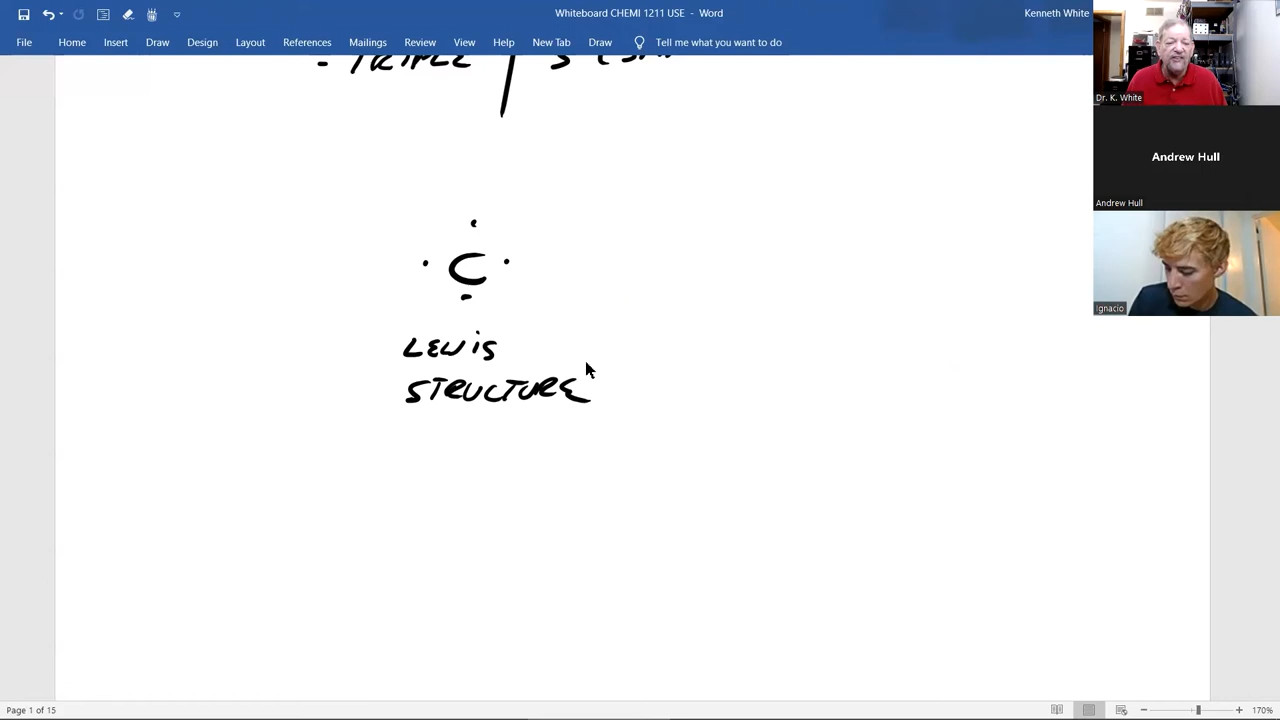 Whiteboard CHEMI 1211 USE - Word
Kenneth White
File Home Insert Draw Design Layout References Mailings Review View Help New Tab Draw Tell me what you want to do
- TRIPLE
Dr. K. White
Andrew Hull
Andrew Hull
Ignacio
C
LEWIS
STRUCTURE
Page 1 of 15
170%